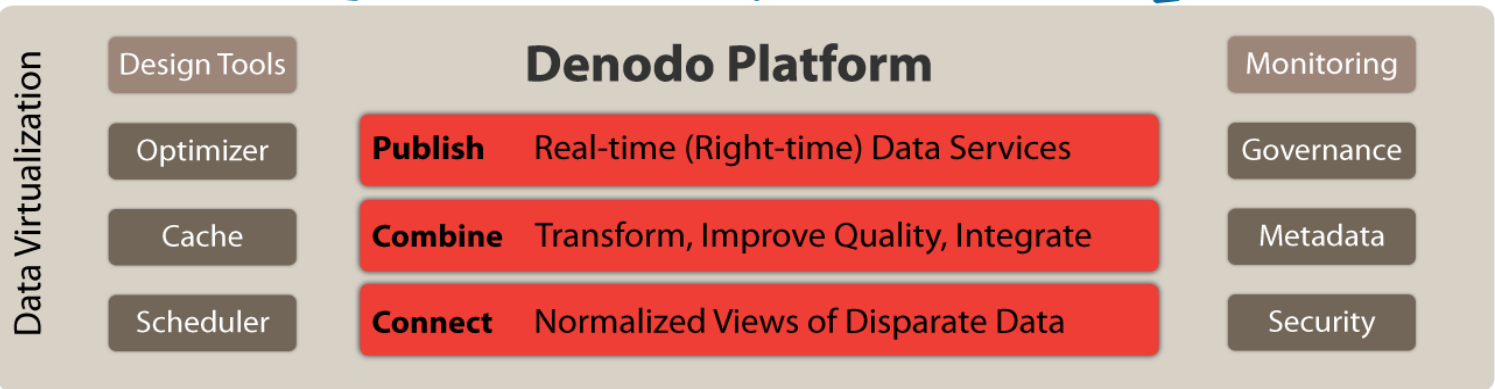 Data Virtualization
Design Tools
Optimizer
Cache
Scheduler
Denodo Platform
Publish Real-time (Right-time) Data Services
Combine Transform, Improve Quality, Integrate
Connect Normalized Views of Disparate Data
Monitoring
Governance
Metadata
Security